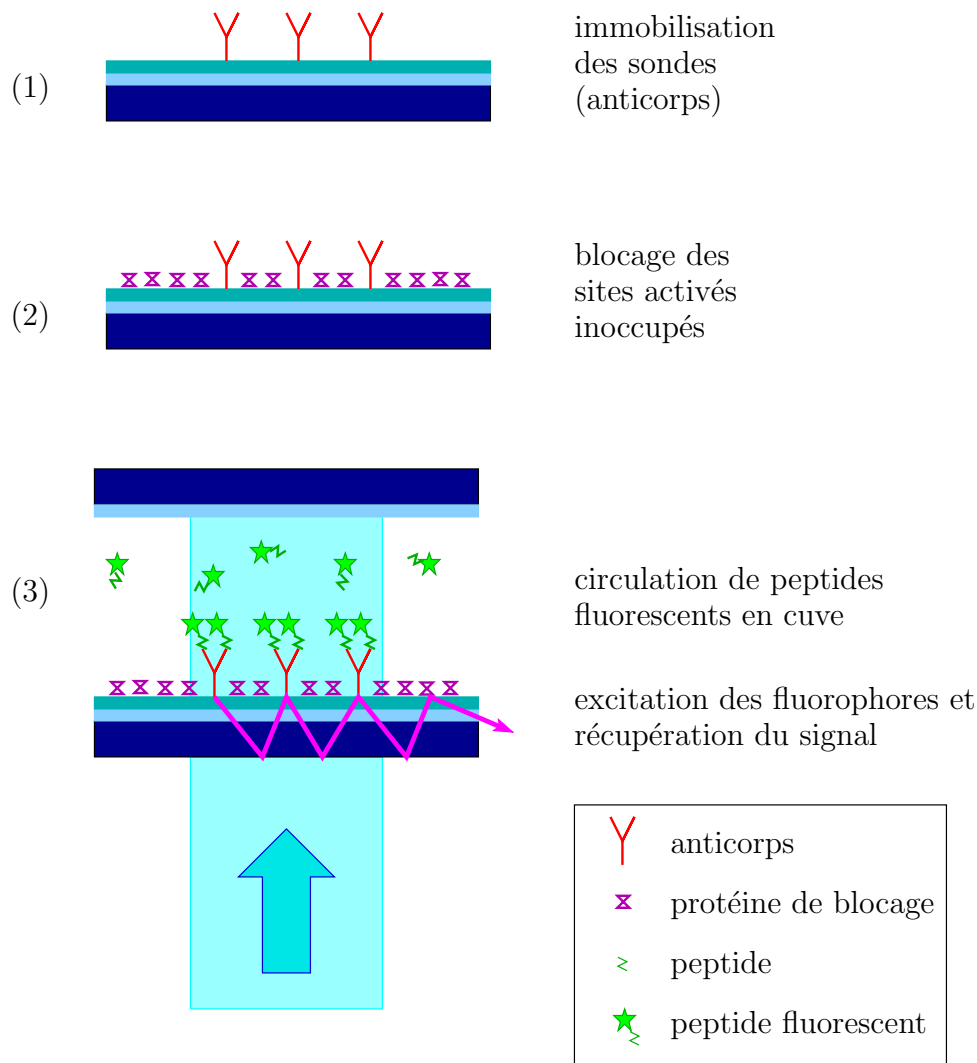 (1)
immobilisation
des sondes
(anticorps)
(2)
blocage des
sites activés
inoccupés
(3)
circulation de peptides
fluorescents en cuve
excitation des fluorophores et
récupération du signal
anticorps
protéine de blocage
peptide
peptide fluorescent